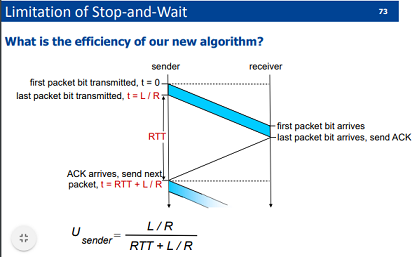 Limitation of Stop-and-Wait
73
What is the efficiency of our new algorithm?
sender
receiver
first packet bit transmitted, t = 0
last packet bit transmitted, t = L / R
first packet bit arrives
RTT
last packet bit arrives, send ACK
ACK arrives, send next
packet, t = RTT + L / R
U sender = L / R
RTT + L / R